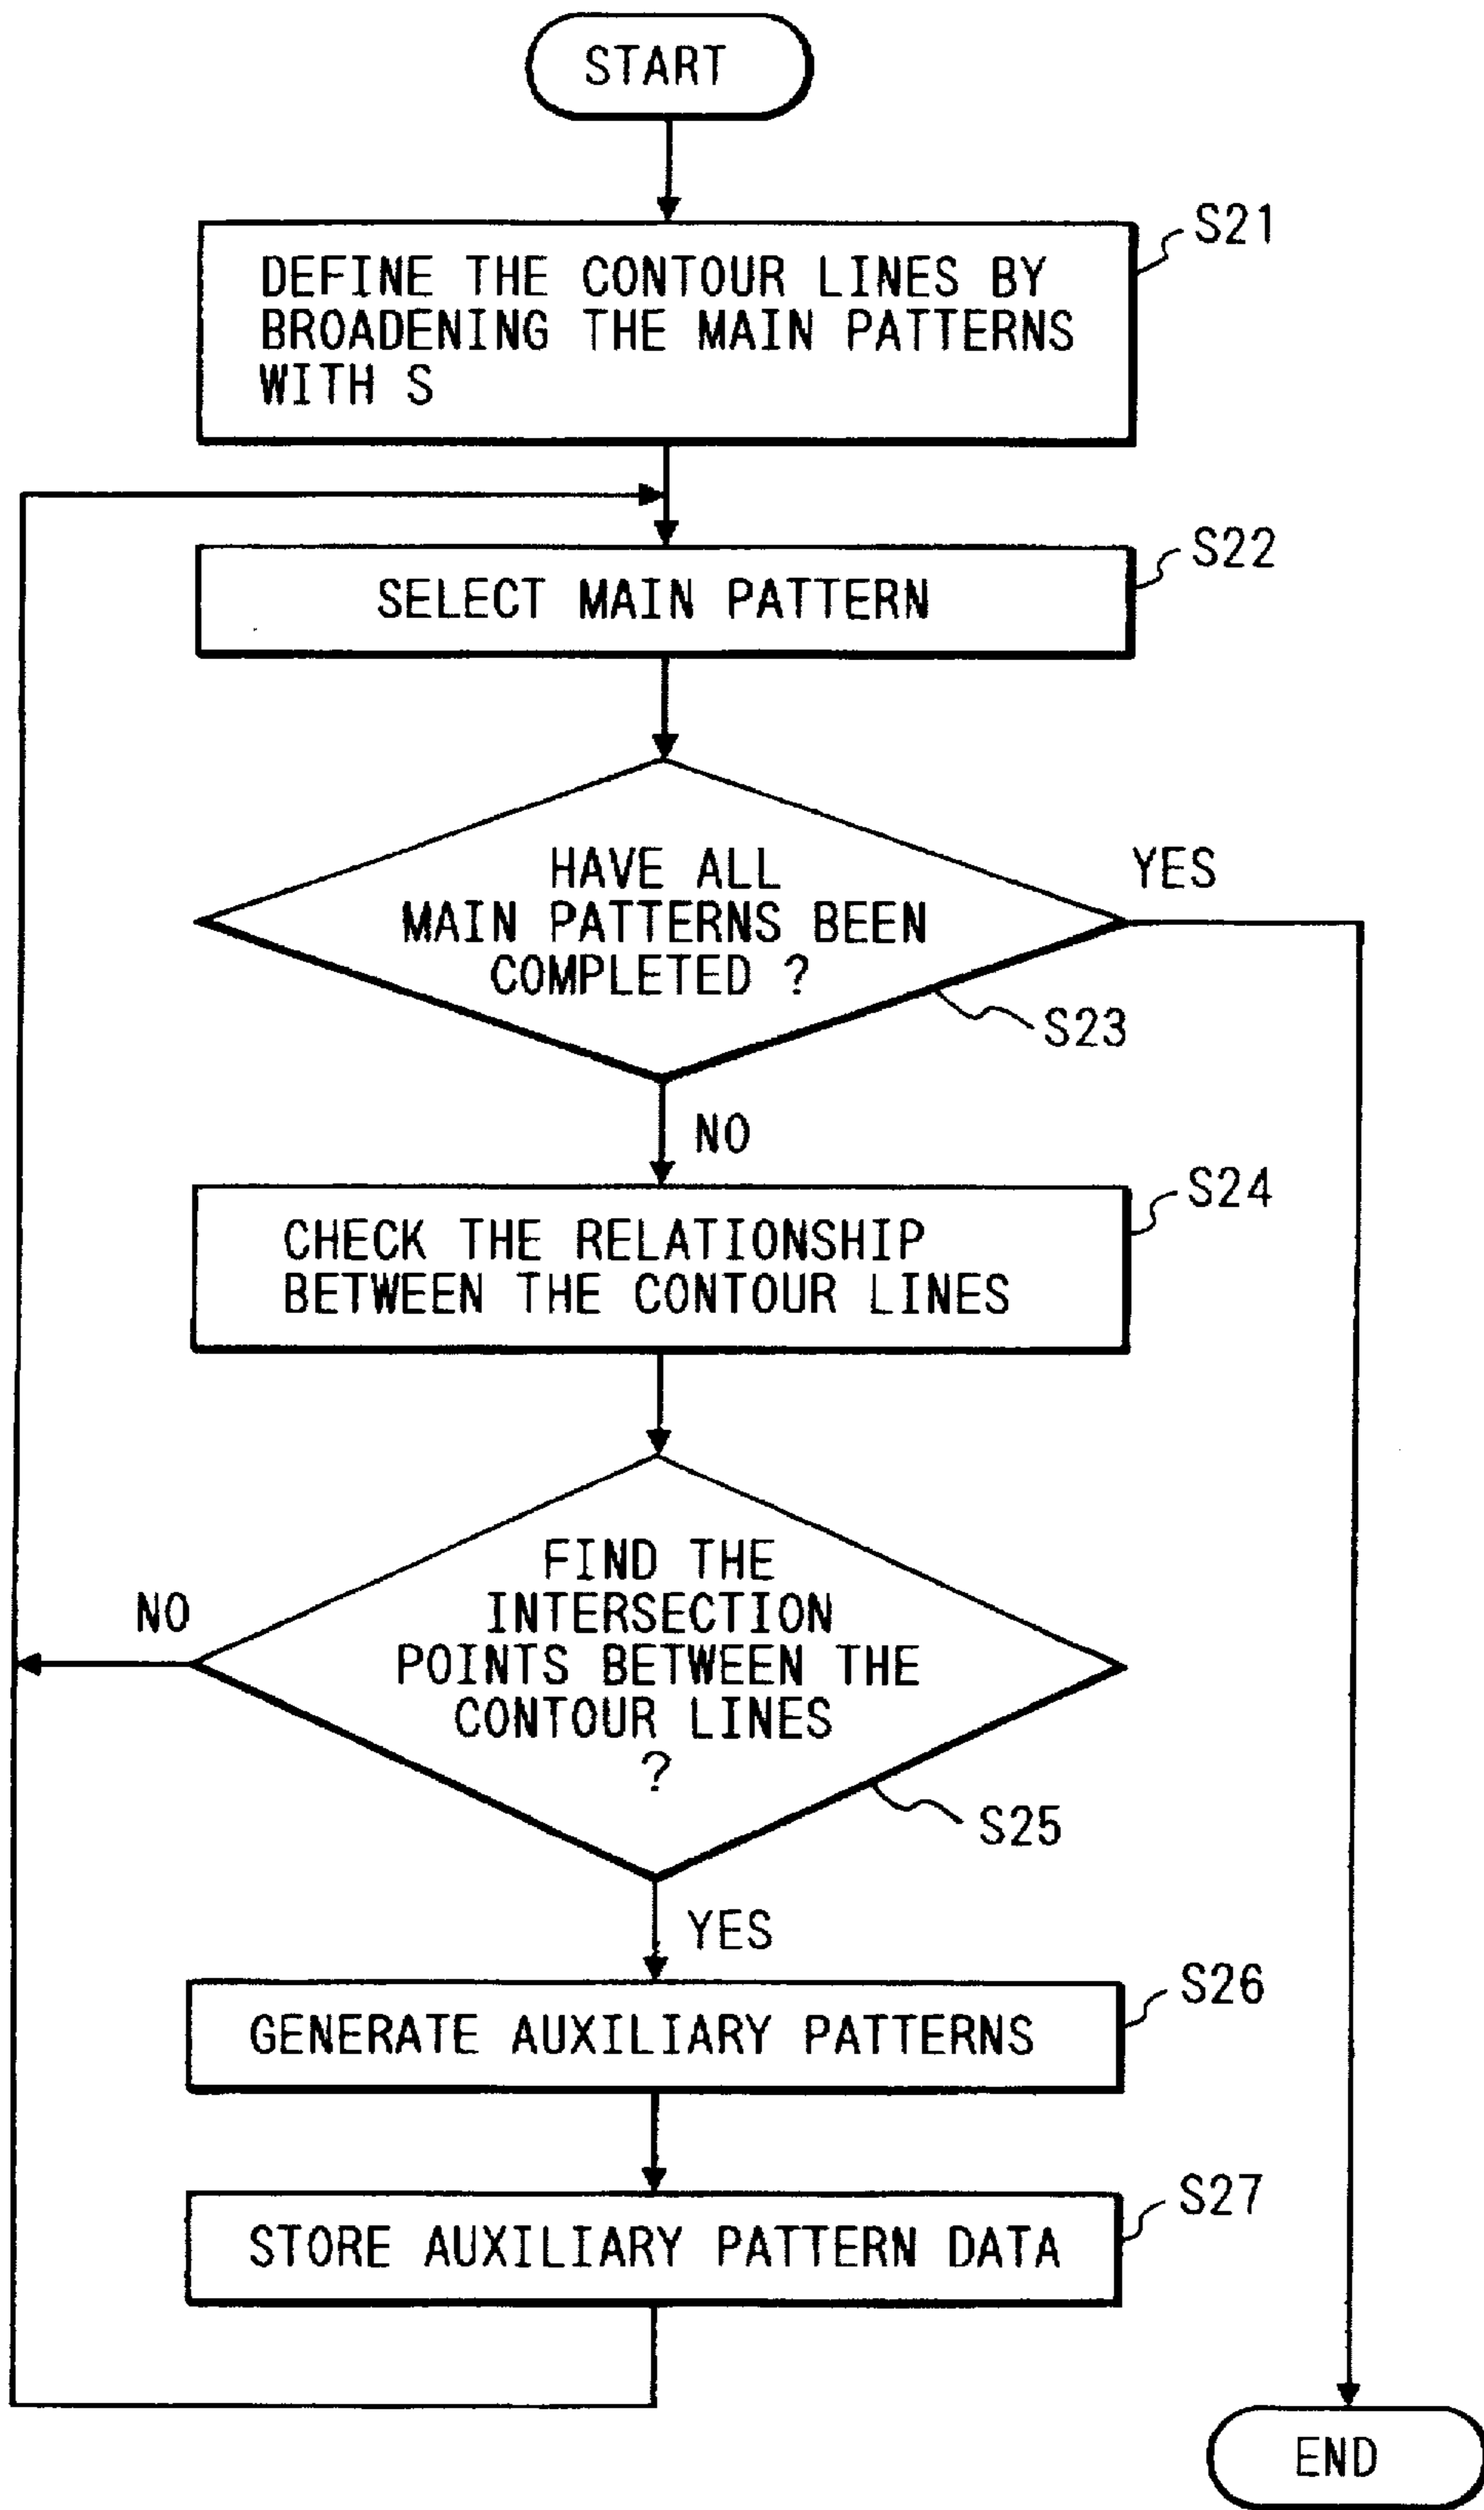 START
S21
DEFINE THE CONTOUR LINES BY
BROADENING THE MAIN PATTERNS
WITH S
S22
SELECT MAIN PATTERN
HAVE ALL
MAIN PATTERNS BEEN
COMPLETED ?
YES
S23
NO
S24
CHECK THE RELATIONSHIP
BETWEEN THE CONTOUR LINES
FIND THE
INTERSECTION
POINTS BETWEEN THE
CONTOUR LINES
?
NO
S25
YES
S26
GENERATE AUXILIARY PATTERNS
S27
STORE AUXILIARY PATTERN DATA
END